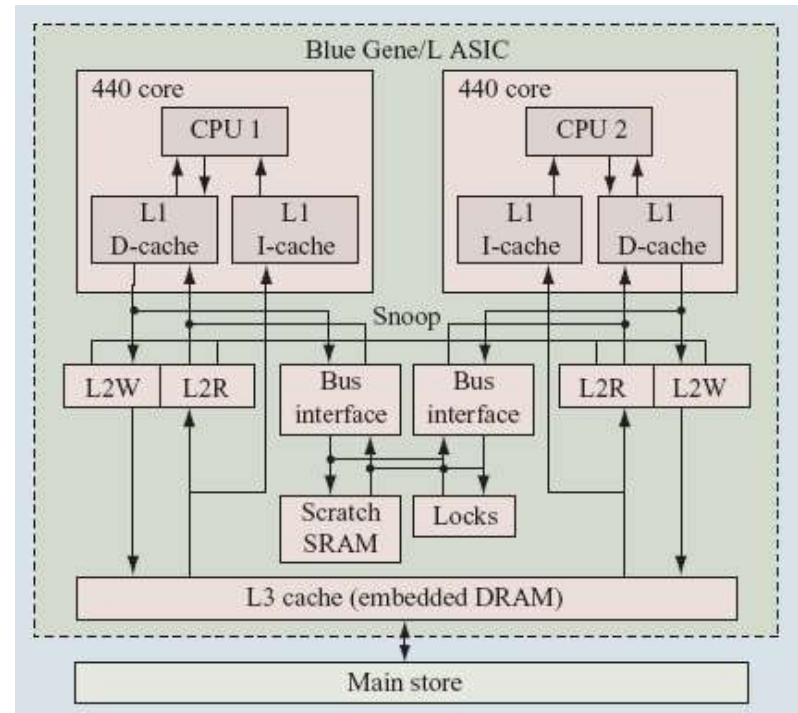 Blue Gene/L ASIC
440 core
CPU 1
L1
D-cache
L1
I-cache
440 core
CPU 2
L1
I-cache
L1
D-cache
Snoop
L2W
L2R
Bus
interface
Bus
interface
L2R
L2W
Scratch
SRAM
Locks
L3 cache (embedded DRAM)
Main store